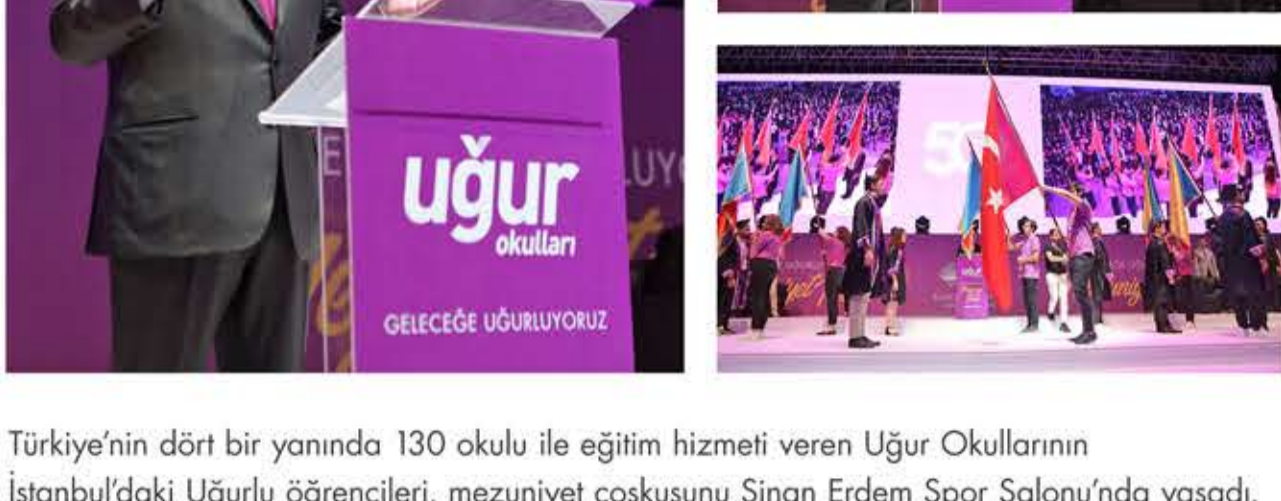 uğur
okulları
GELECEĞE UĞURLUYORUZ
50
Türkiye'nin dört bir yanında 130 okulu ile eğitim hizmeti veren Uğur Okullarının
İstanbul'daki Uğurlu öğrencileri, mezuniyet coşkusunu Sinan Erdem Spor Salonu'nda yaşadı.